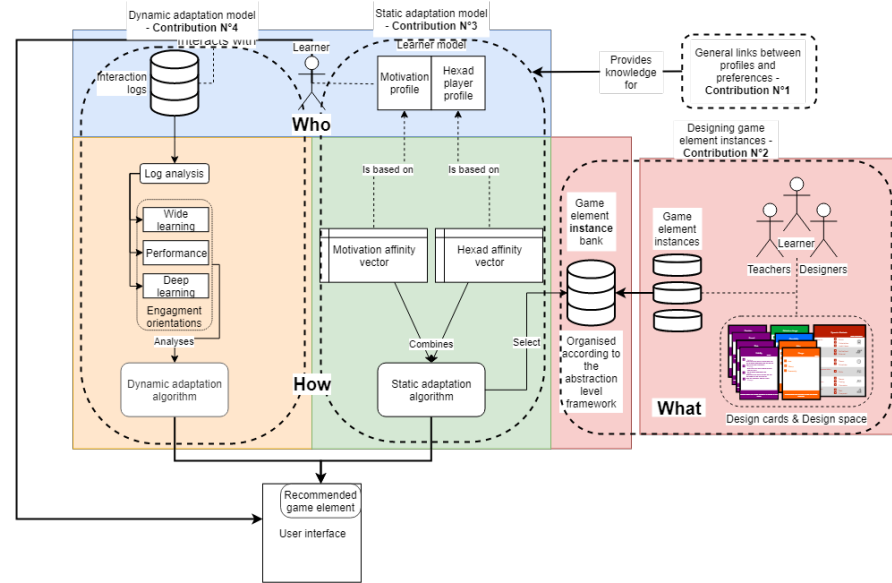 Dynamic adaptation model
- Contribution N°4
Static adaptation model
- Contribution N°3
General links between
profiles and
preferences -
Contribution N°1
Provides
knowledge
for
Interacts with
Learner
Learner model
Interaction
logs
Motivation
profile
Hexad
player
profile
Who
Designing game
element instances -
Contribution N°2
Log analysis
Is based on
Is based on
Wide
learning
Performance
Deep
learning
Engagment
orientations
Motivation affinity
vector
Hexad affinity
vector
Game
element
instance
bank
Game
element
instances
Learner
Teachers
Designers
Analyses
Combines
Select
Dynamic adaptation
algorithm
How
Static adaptation
algorithm
Organised
according to
the
abstraction
level
framework
What
Design cards & Design space
Recommended
game element
User interface